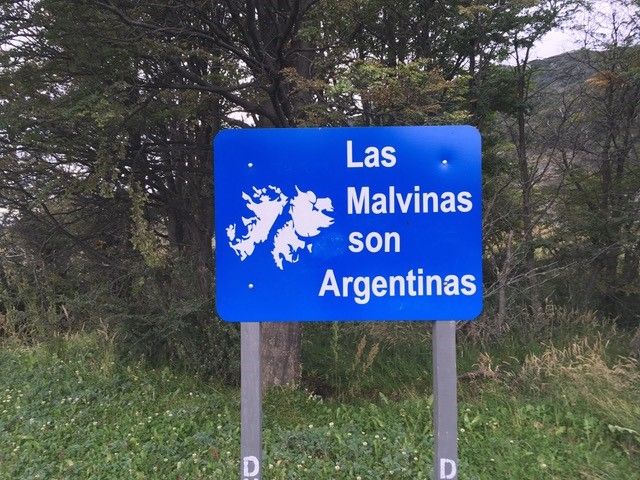 Las
Malvinas
son
Argentinas
D
D